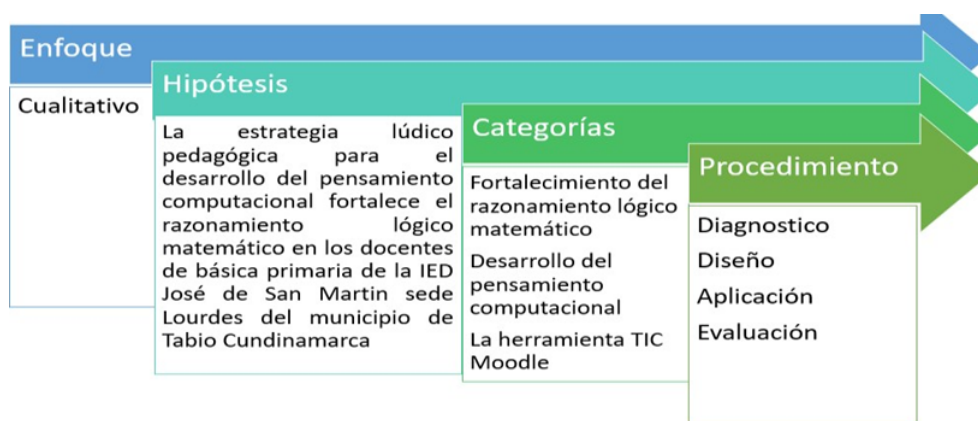 Enfoque
Cualitativo
Hipótesis
La estrategia lúdico
pedagógica para el
desarrollo del pensamiento
computacional fortalece el
razonamiento lógico
matemático en los docentes
de básica primaria de la IED
José de San Martin sede
Lourdes del municipio de
Tabio Cundinamarca
Categorías
Fortalecimiento del
razonamiento lógico
matemático
Desarrollo del
pensamiento
computacional
La herramienta TIC
Moodle
Procedimiento
Diagnostico
Diseño
Aplicación
Evaluación